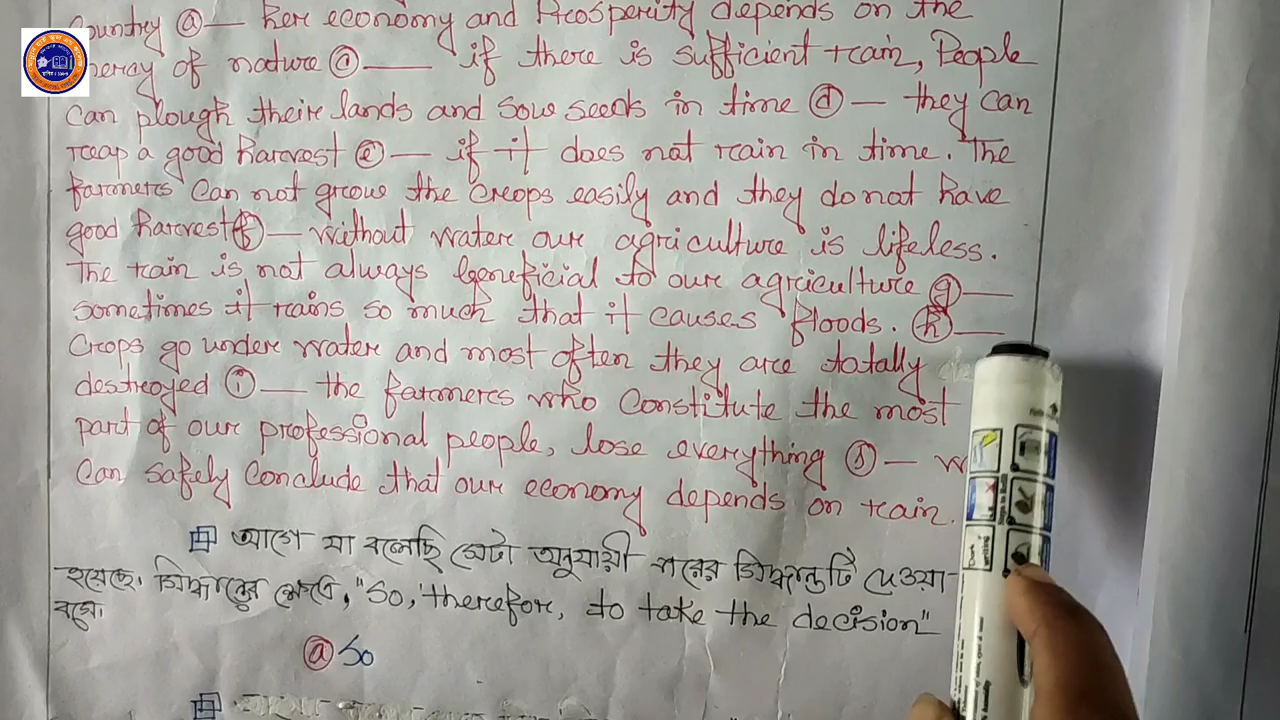 country ⓐ — here economy and Prosperity depends on the
mercy of nature ⓒ — if there is sufficient rain, People
can plough their lands and sow seeds in time ⓓ — they can
reap a good harvest ⓔ — if it does not rain in time. The
farmers can not grow the crops easily and they do not have
good harvest ⓕ — without water our agriculture is lifeless.
The rain is not always beneficial to our agriculture ⓖ —
sometimes it rains so much that it causes floods. ⓗ —
Crops go under water and most often they are totally
destroyed ⓘ — the farmers who constitute the most
part of our professional people, lose everything ⓙ — w
can safely conclude that our economy depends on rain.
আগে যা বলেছি সেটা অনুযায়ী পরের সিদ্ধান্তটি দেওয়া-
হয়েছে। সিদ্ধান্তের ক্ষেত্রে, "So, therefor, to take the decision"
বসে।
ⓐ So